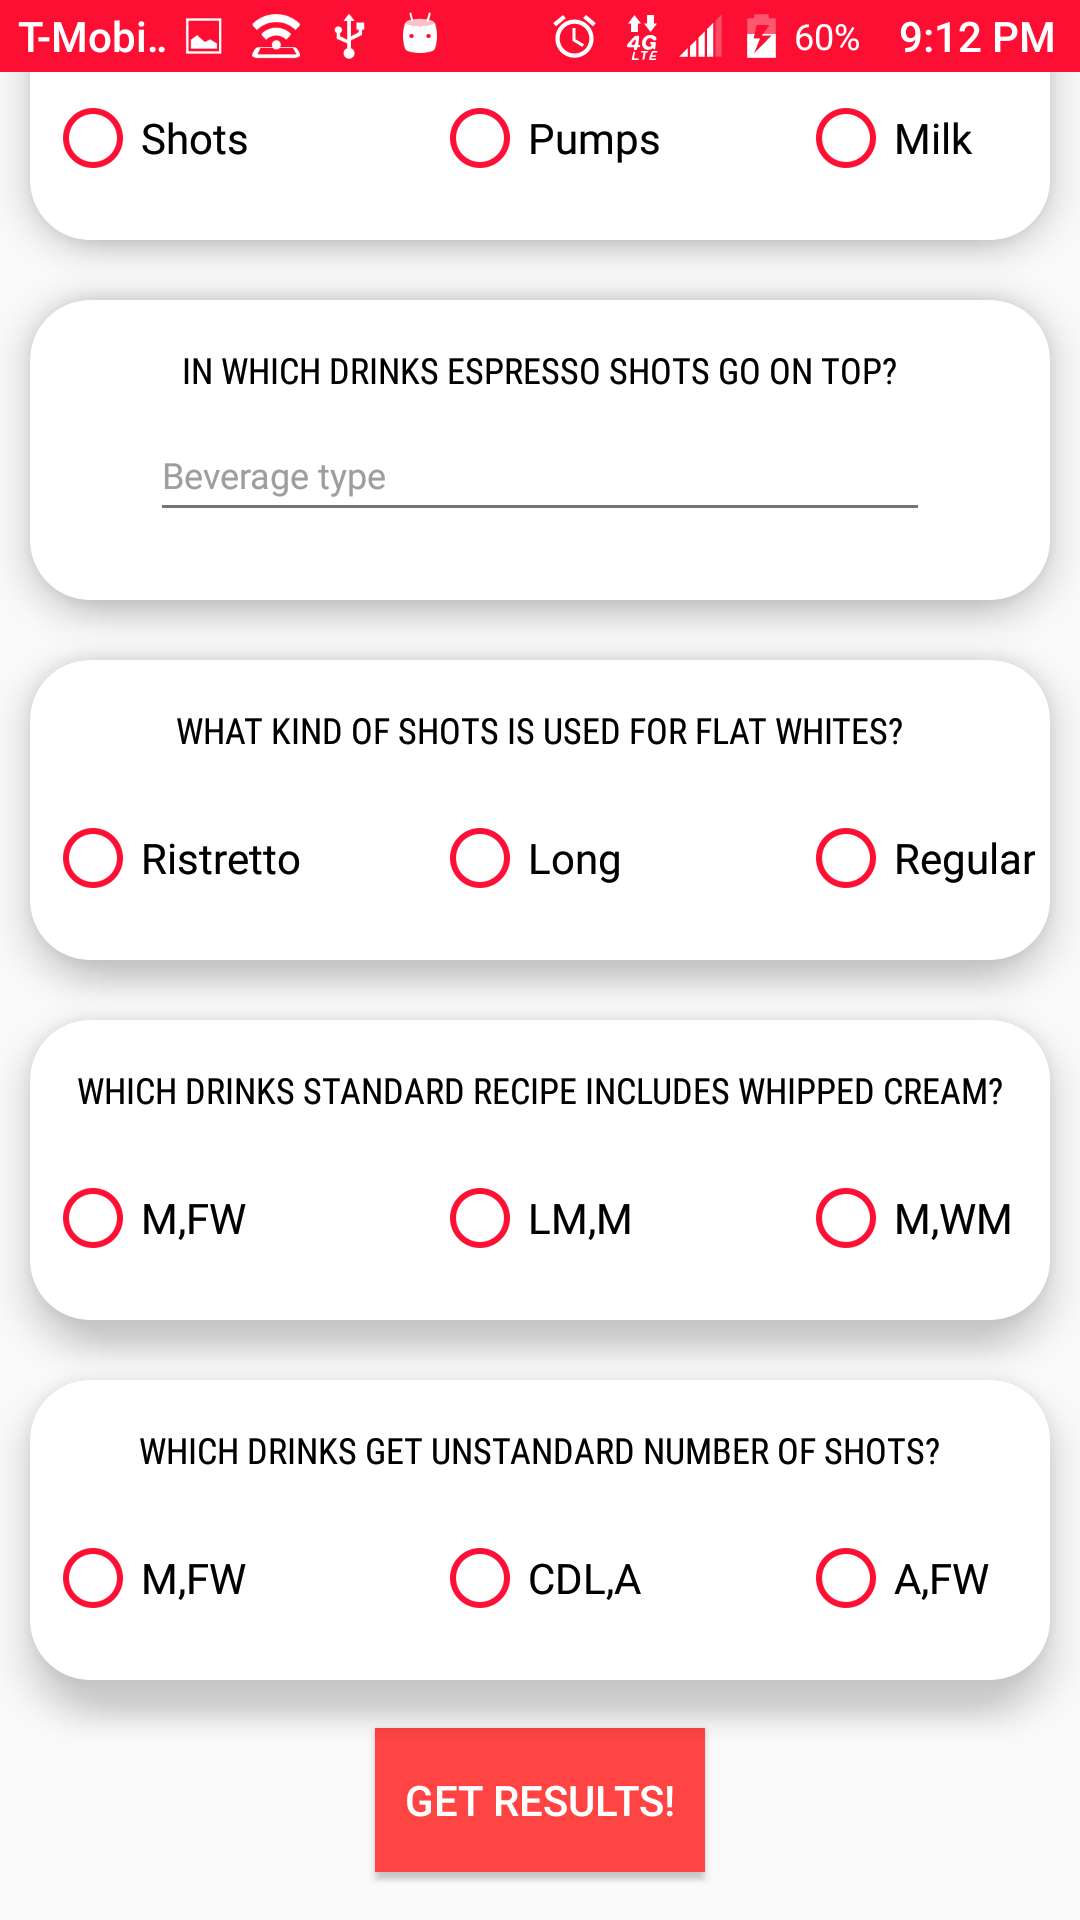 T-Mobi.. 4G LTE 60% 9:12 PM
Shots Pumps Milk
IN WHICH DRINKS ESPRESSO SHOTS GO ON TOP?
Beverage type
WHAT KIND OF SHOTS IS USED FOR FLAT WHITES?
Ristretto Long Regular
WHICH DRINKS STANDARD RECIPE INCLUDES WHIPPED CREAM?
M,FW LM,M M,WM
WHICH DRINKS GET UNSTANDARD NUMBER OF SHOTS?
M,FW CDL,A A,FW
GET RESULTS!